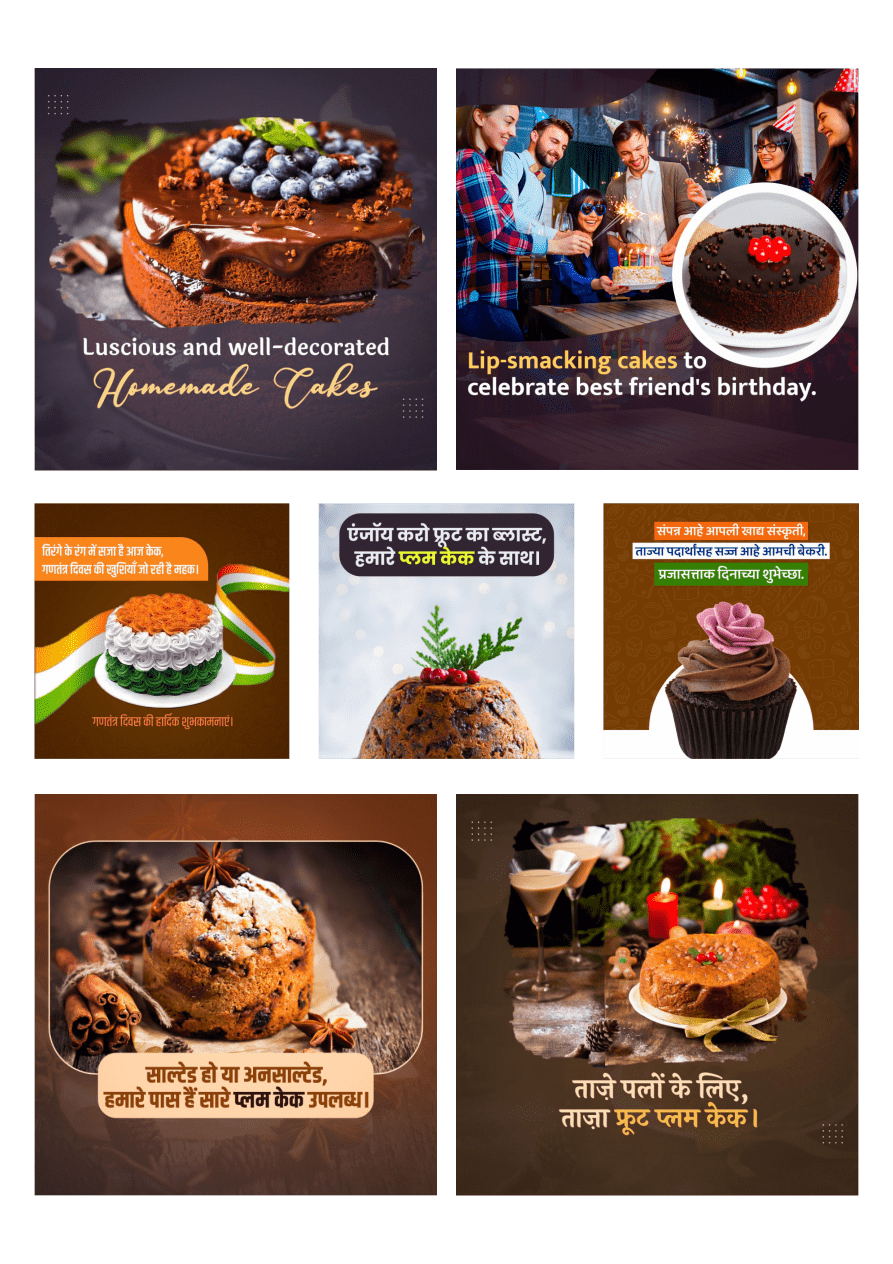 Luscious and well-decorated
Homemade Cakes
Lip-smacking cakes to
celebrate best friend's birthday.
तिरंगे के रंग में सजा है आज केक,
गणतंत्र दिवस की खुशियाँ जो रही है महक।
गणतंत्र दिवस की हार्दिक शुभकामनाएं।
एंजॉय करो फ्रूट का ब्लास्ट,
हमारे प्लम केक के साथ।
संपन्न आहे आपली खाद्य संस्कृती,
ताज्या पदार्थांसह सज्ज आहे आमची बेकरी.
प्रजासत्ताक दिनाच्या शुभेच्छा.
साल्टेड हो या अनसाल्टेड,
हमारे पास हैं सारे प्लम केक उपलब्ध।
ताज़े पलों के लिए,
ताज़ा फ्रूट प्लम केक।